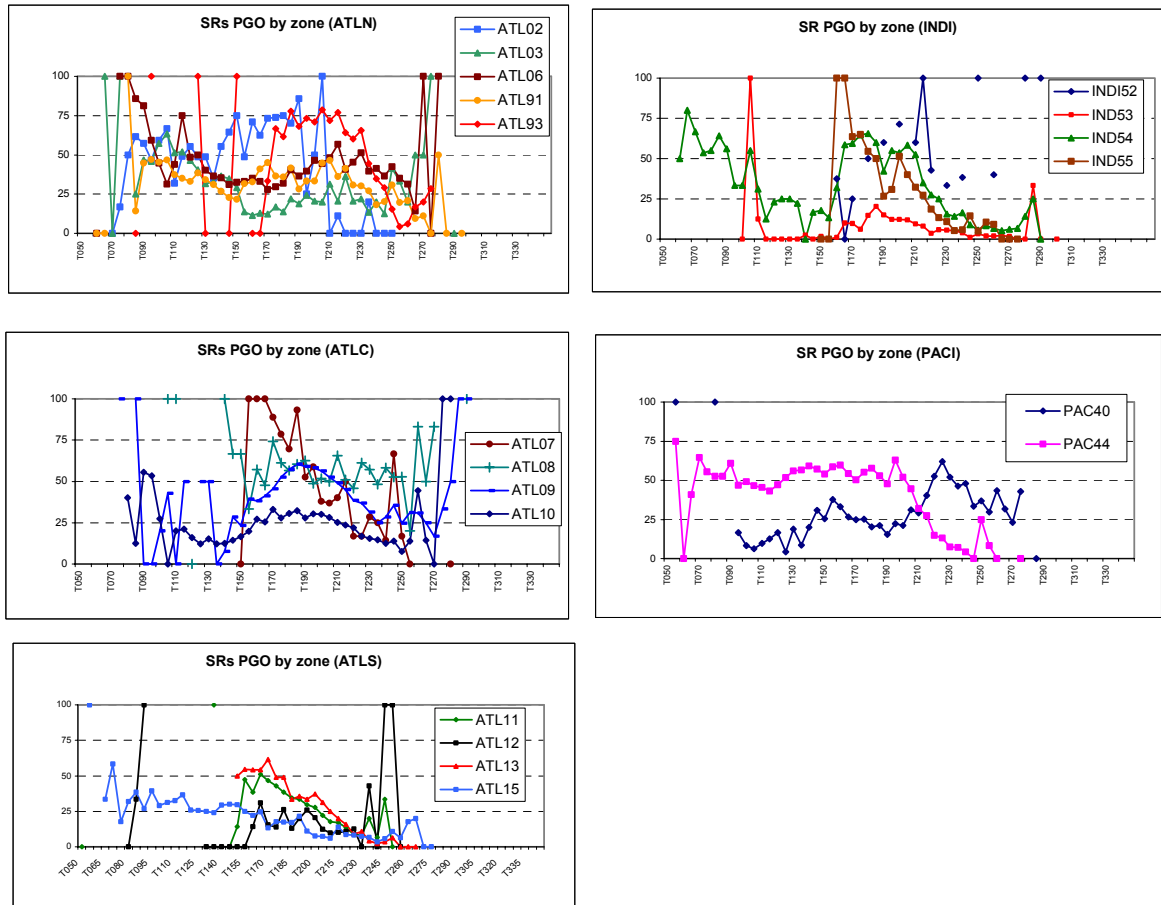 SRs PGO by zone (ATLN)
100
75
50
25
0
T050
T070
T090
T110
T130
T150
T170
T190
T210
T230
T250
T270
T290
T310
T330
ATL02
ATL03
ATL06
ATL91
ATL93
SR PGO by zone (INDI)
100
75
50
25
0
T050
T070
T090
T110
T130
T150
T170
T190
T210
T230
T250
T270
T290
T310
T330
INDI52
IND53
IND54
IND55
SRs PGO by zone (ATLC)
100
75
50
25
0
T050
T070
T090
T110
T130
T150
T170
T190
T210
T230
T250
T270
T290
T310
T330
ATL07
ATL08
ATL09
ATL10
SR PGO by zone (PACI)
100
75
50
25
0
T050
T070
T090
T110
T130
T150
T170
T190
T210
T230
T250
T270
T290
T310
T330
PAC40
PAC44
SRs PGO by zone (ATLS)
100
75
50
25
0
T050
T065
T080
T095
T110
T125
T140
T155
T170
T185
T200
T215
T230
T245
T260
T275
T290
T305
T320
T335
ATL11
ATL12
ATL13
ATL15